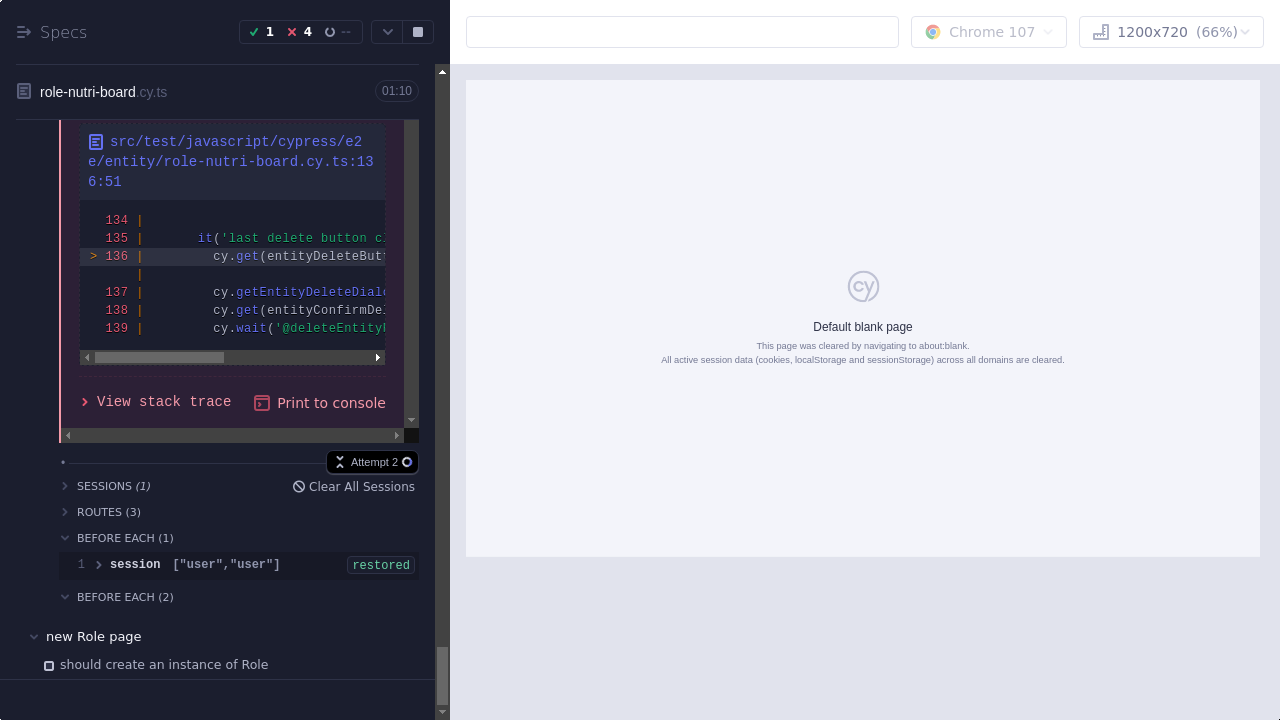 Specs
1
4
--
Chrome 107
1200x720 (66%)
role-nutri-board.cy.ts
01:10
src/test/javascript/cypress/e2
e/entity/role-nutri-board.cy.ts:13
6:51
134 |
135 | it('last delete button cl
> 136 | cy.get(entityDeleteButt
|
137 | cy.getEntityDeleteDialo
138 | cy.get(entityConfirmDel
139 | cy.wait('@deleteEntityR
View stack trace
Print to console
Attempt 2
SESSIONS (1)
Clear All Sessions
ROUTES (3)
BEFORE EACH (1)
1 session ["user","user"] restored
BEFORE EACH (2)
new Role page
should create an instance of Role
cy
Default blank page
This page was cleared by navigating to about:blank.
All active session data (cookies, localStorage and sessionStorage) across all domains are cleared.